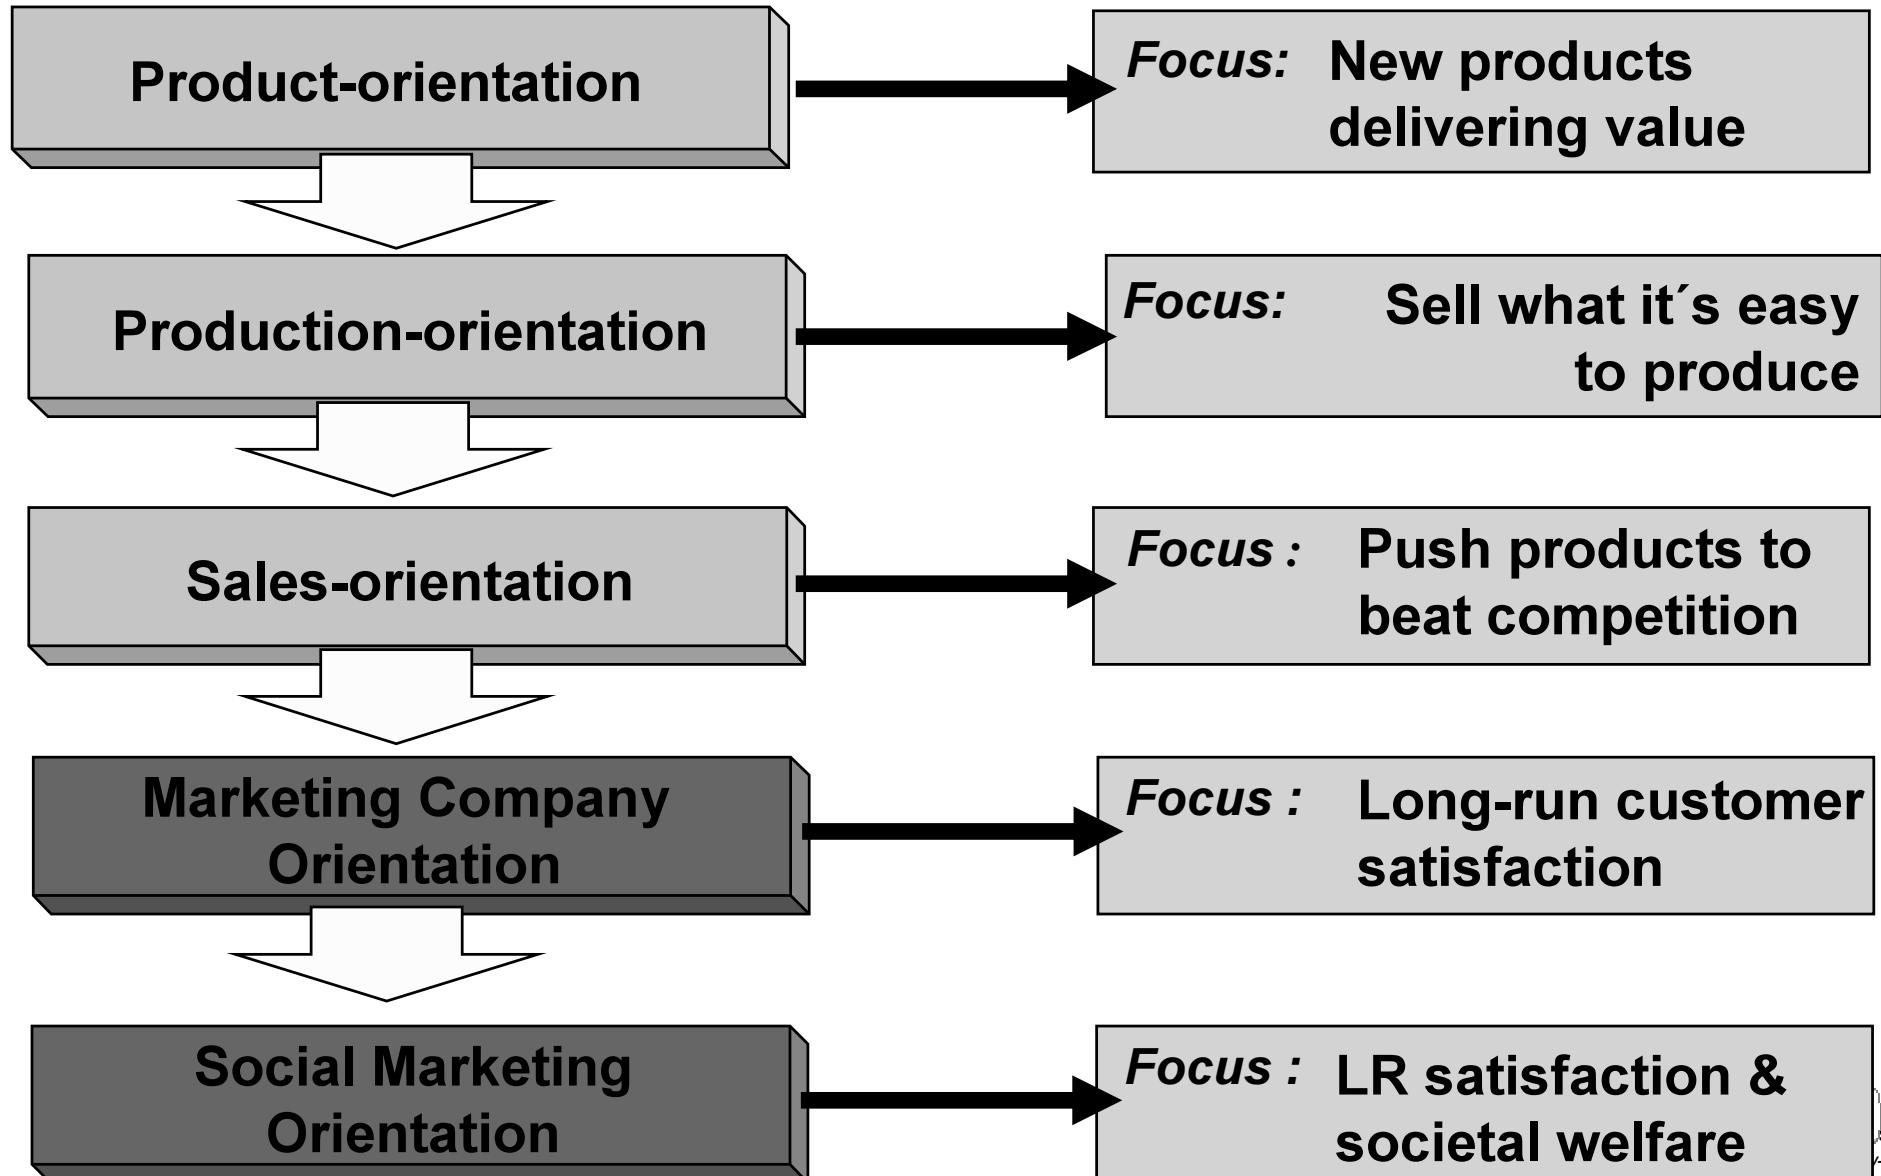 Product-orientation
Focus: New products
delivering value
Production-orientation
Focus: Sell what it´s easy
to produce
Sales-orientation
Focus : Push products to
beat competition
Marketing Company
Orientation
Focus : Long-run customer
satisfaction
Social Marketing
Orientation
Focus : LR satisfaction &
societal welfare